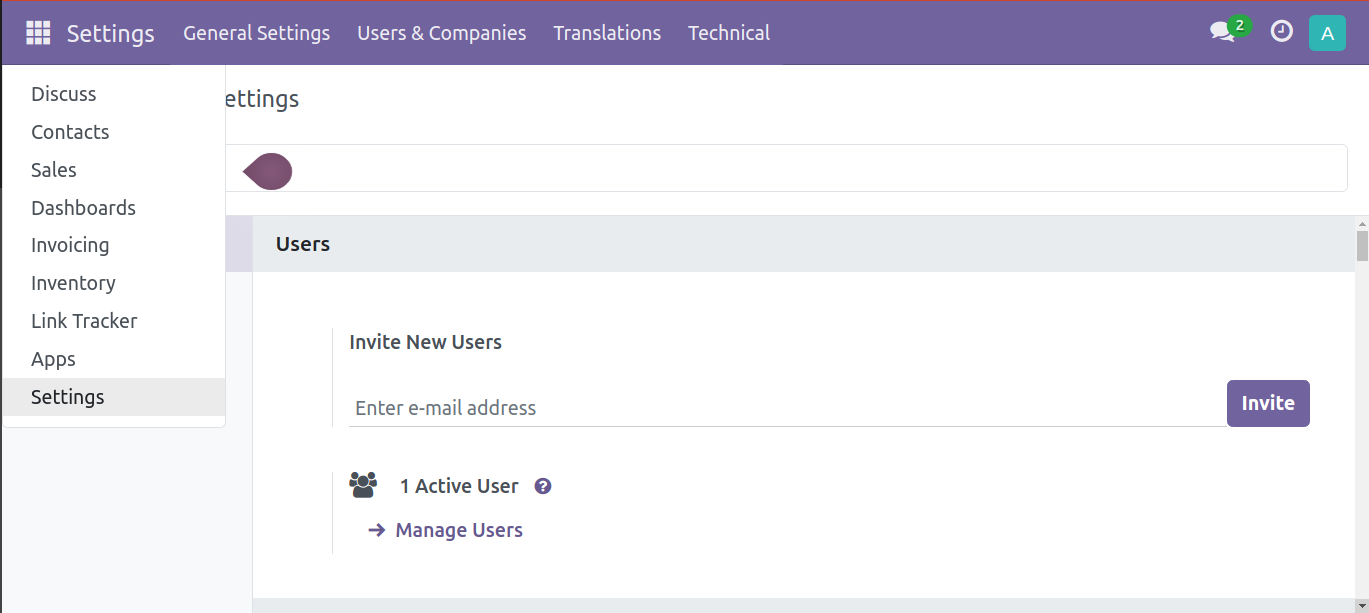 Settings General Settings Users & Companies Translations Technical 2 A
Discuss
ettings
Contacts
Sales
Dashboards
Invoicing
Inventory
Link Tracker
Apps
Settings
Users
Invite New Users
Enter e-mail address Invite
1 Active User ?
Manage Users